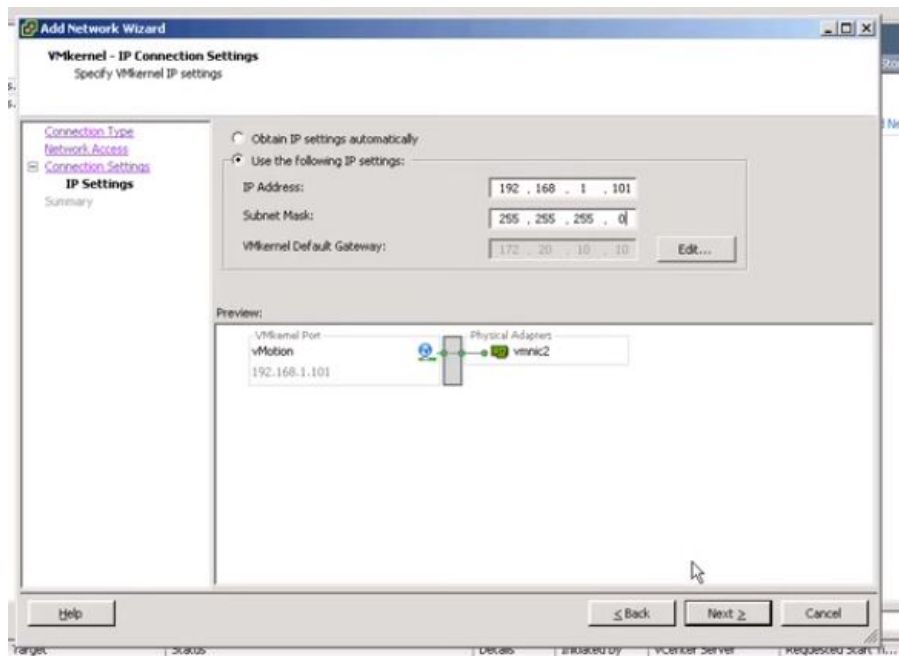 Add Network Wizard
VMkernel - IP Connection Settings
Specify VMkernel IP settings
Connection Type
Network Access
Connection Settings
IP Settings
Summary
Obtain IP settings automatically
Use the following IP settings:
IP Address:
192 . 168 . 1 . 101
Subnet Mask:
255 . 255 . 255 . 0
VMkernel Default Gateway:
172 . 20 . 10 . 10
Edit...
Preview:
VMkernel Port
vMotion
192.168.1.101
Physical Adapters
vmnic2
Help
< Back
Next >
Cancel
Target Status Details Initiated by vCenter Server Requested Start Ti...